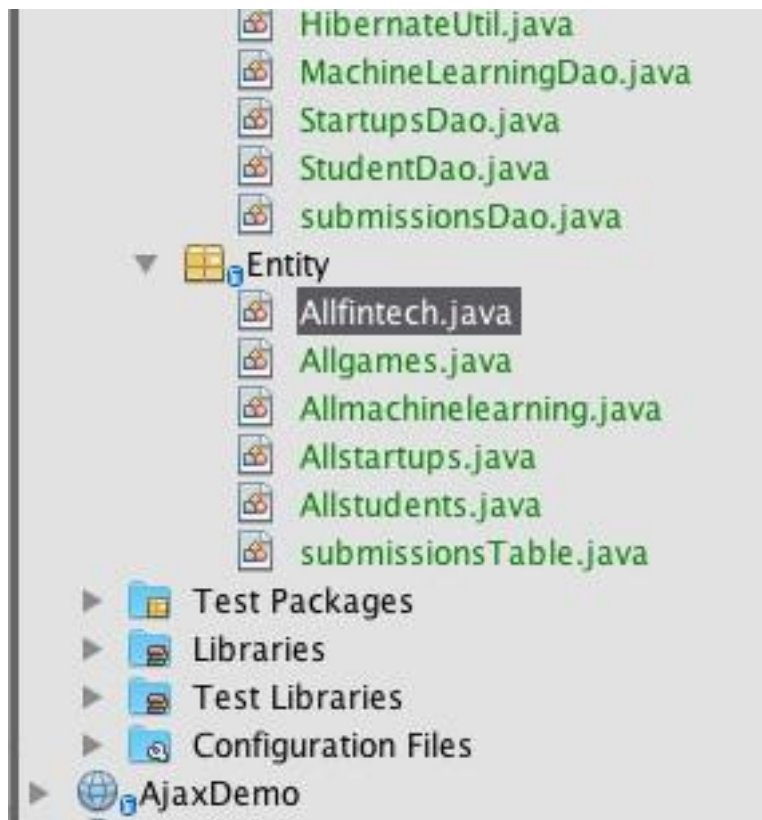 HibernateUtil.java
MachineLearningDao.java
StartupsDao.java
StudentDao.java
submissionsDao.java
Entity
Allfintech.java
Allgames.java
Allmachinelearning.java
Allstartups.java
Allstudents.java
submissionsTable.java
Test Packages
Libraries
Test Libraries
Configuration Files
AjaxDemo